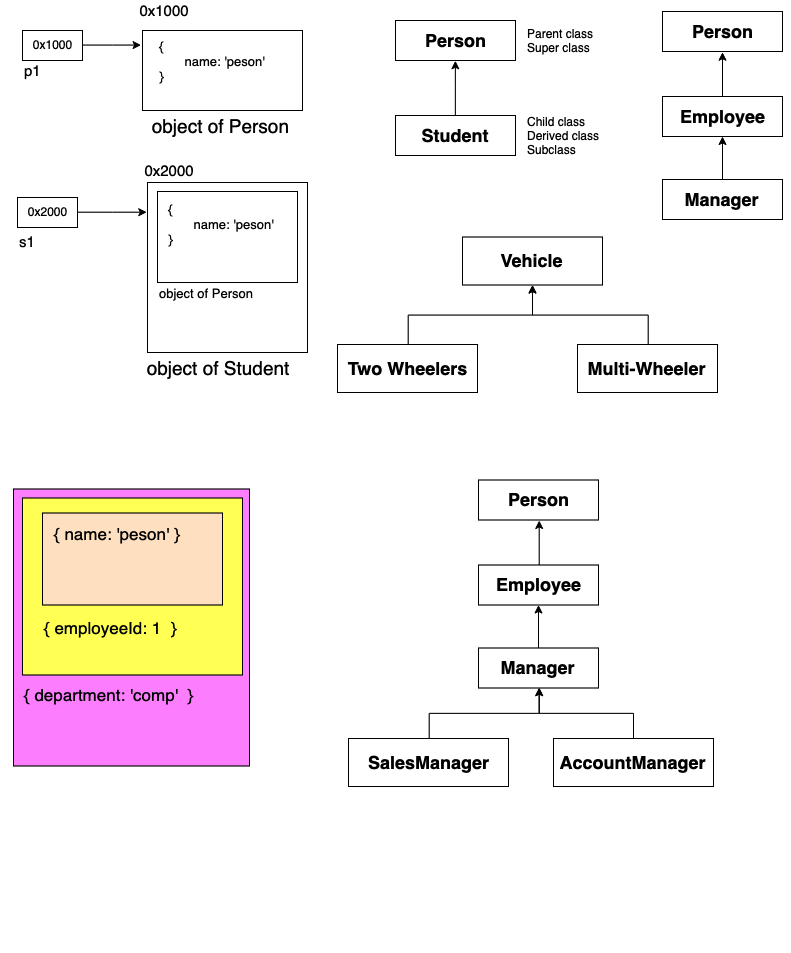 0x1000
0x1000
p1
{
name: 'peson'
}
object of Person
0x2000
0x2000
s1
{
name: 'peson'
}
object of Person
object of Student
Person
Parent class
Super class
Student
Child class
Derived class
Subclass
Person
Employee
Manager
Vehicle
Two Wheelers
Multi-Wheeler
{ name: 'peson' }
{ employeeId: 1 }
{ department: 'comp' }
Person
Employee
Manager
SalesManager
AccountManager